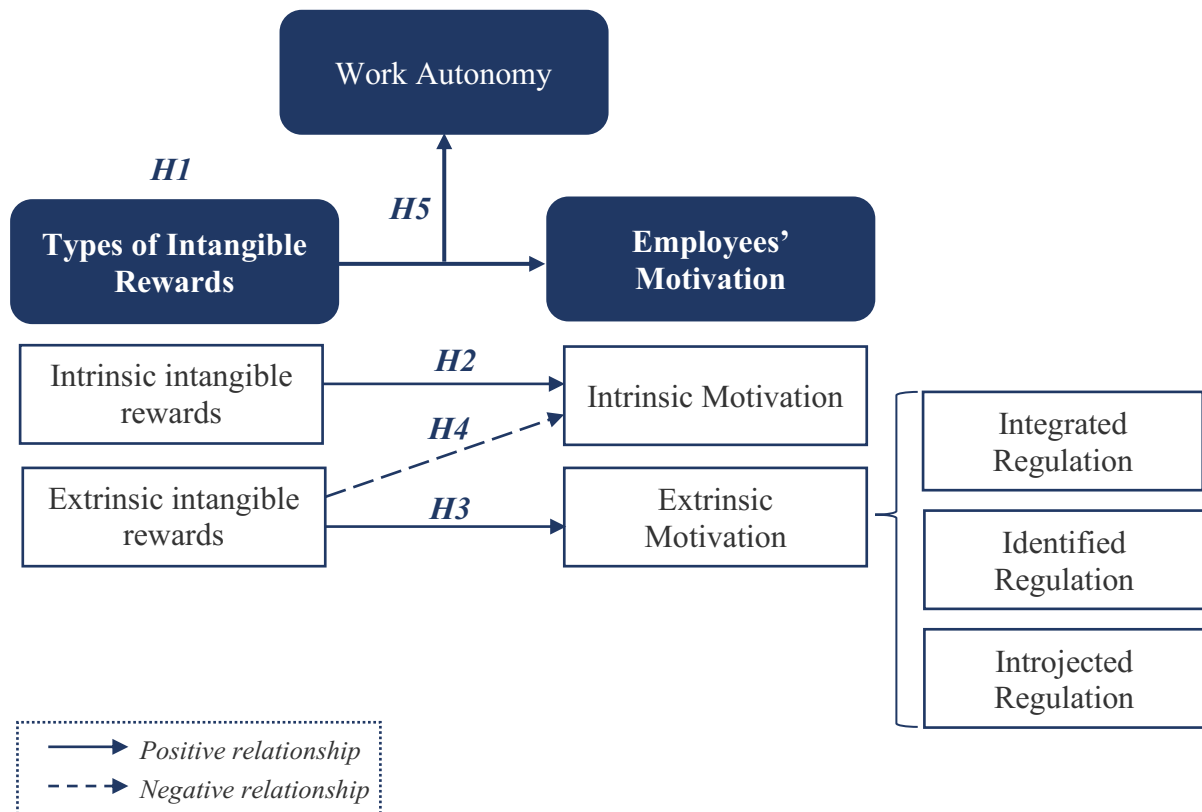 Work Autonomy
H1
H5
Types of Intangible
Rewards
Employees’
Motivation
Intrinsic intangible
rewards
H2
Intrinsic Motivation
H4
Extrinsic intangible
rewards
H3
Extrinsic
Motivation
Integrated
Regulation
Identified
Regulation
Introjected
Regulation
Positive relationship
Negative relationship